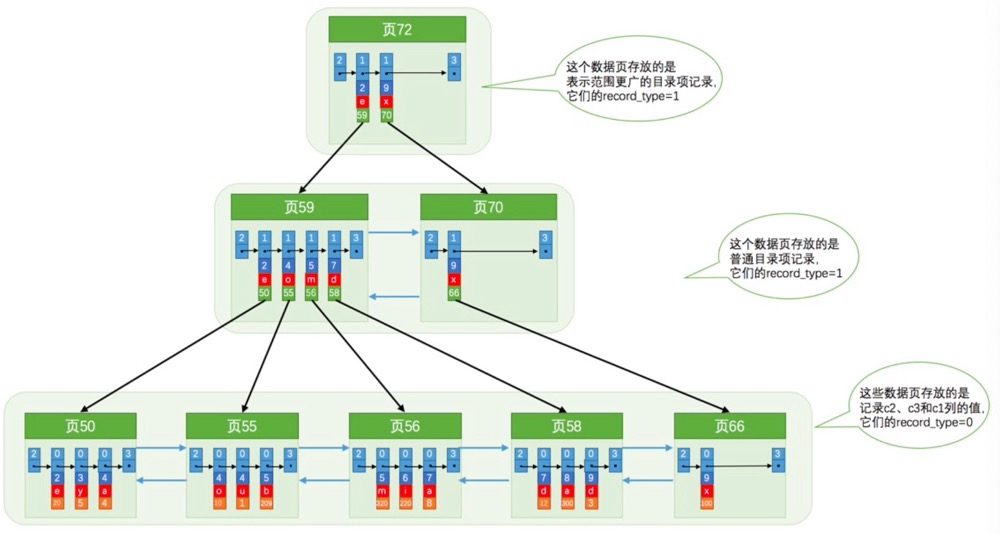 页72
2 1 1 3
2 9
e x
59 70
这个数据页存放的是
表示范围更广的目录项记录,
它们的record_type=1
页59 页70
2 1 1 1 1 3 2 1 3
2 4 5 7 9
e o m d x
50 55 56 58 66
这个数据页存放的是
普通目录项记录,
它们的record_type=1
这些数据页存放的是
记录c2、c3和c1列的值,
它们的record_type=0
页50 页55 页56 页58 页66
2 0 0 0 3 2 0 0 0 3 2 0 0 0 3 2 0 0 0 3 2 0 3
2 3 4 4 4 5 5 6 7 7 8 9 9
e y a o u b m i a d a d x
20 5 4 10 1 209 320 220 8 12 300 3 100